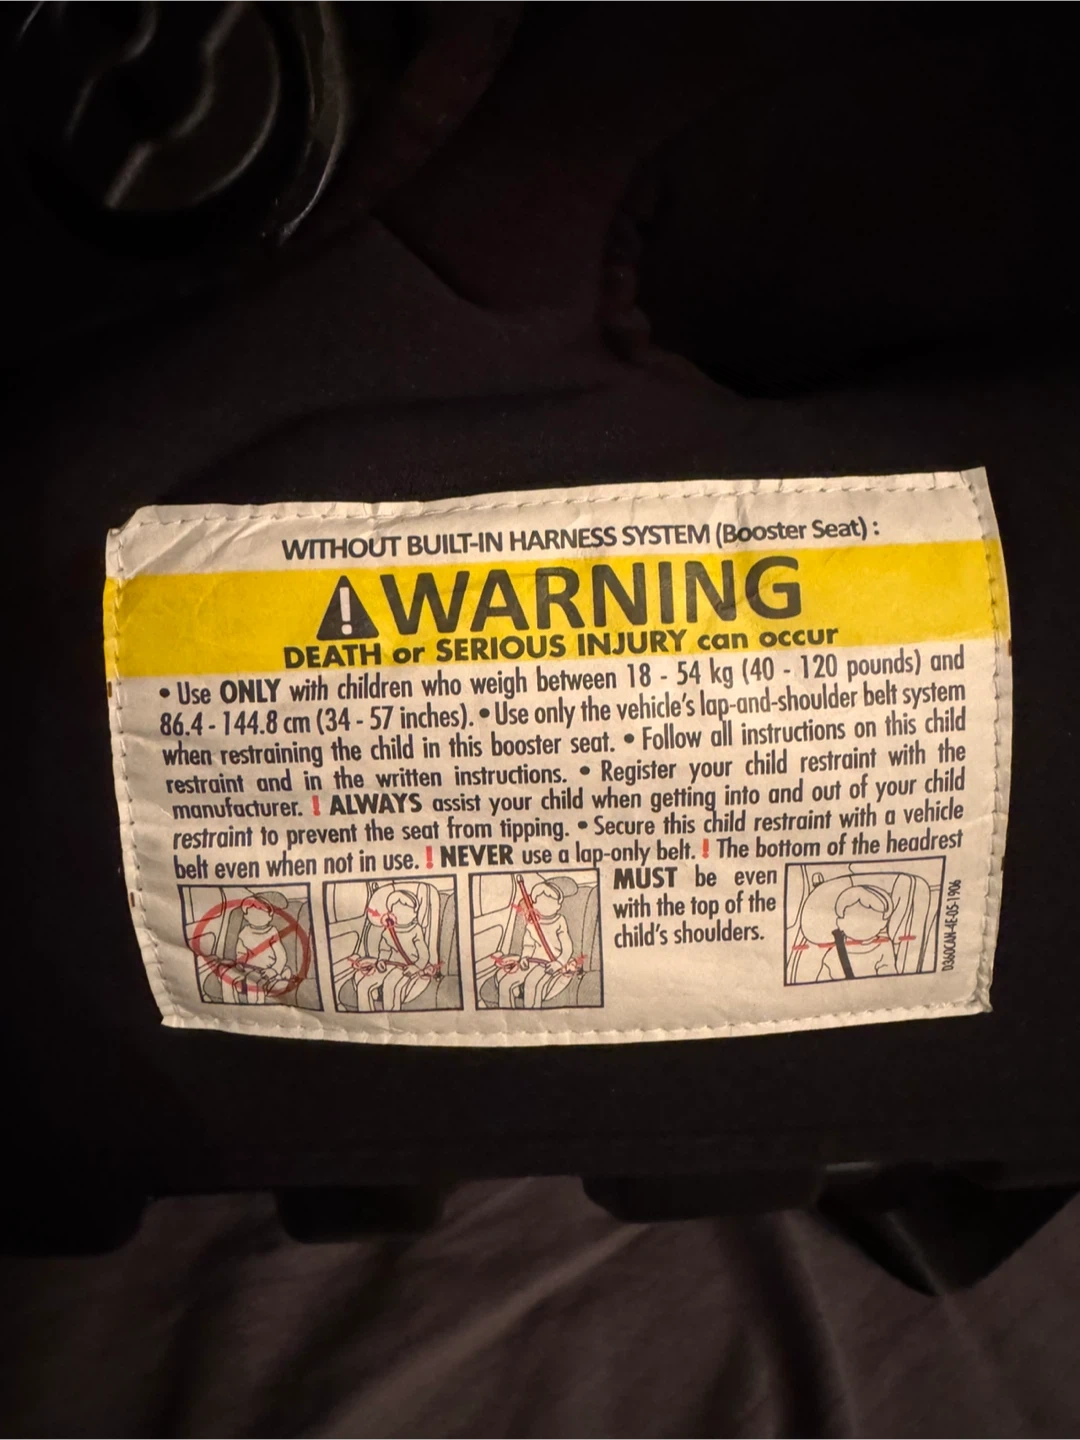 WITHOUT BUILT-IN HARNESS SYSTEM (Booster Seat) :
WARNING
DEATH or SERIOUS INJURY can occur
• Use ONLY with children who weigh between 18 - 54 kg (40 - 120 pounds) and
86.4 - 144.8 cm (34 - 57 inches). • Use only the vehicle's lap-and-shoulder belt system
when restraining the child in this booster seat. • Follow all instructions on this child
restraint and in the written instructions. • Register your child restraint with the
manufacturer. ! ALWAYS assist your child when getting into and out of your child
restraint to prevent the seat from tipping. • Secure this child restraint with a vehicle
belt even when not in use. ! NEVER use a lap-only belt. ! The bottom of the headrest
MUST be even
with the top of the
child's shoulders.
D360CAN-4E-05-1906